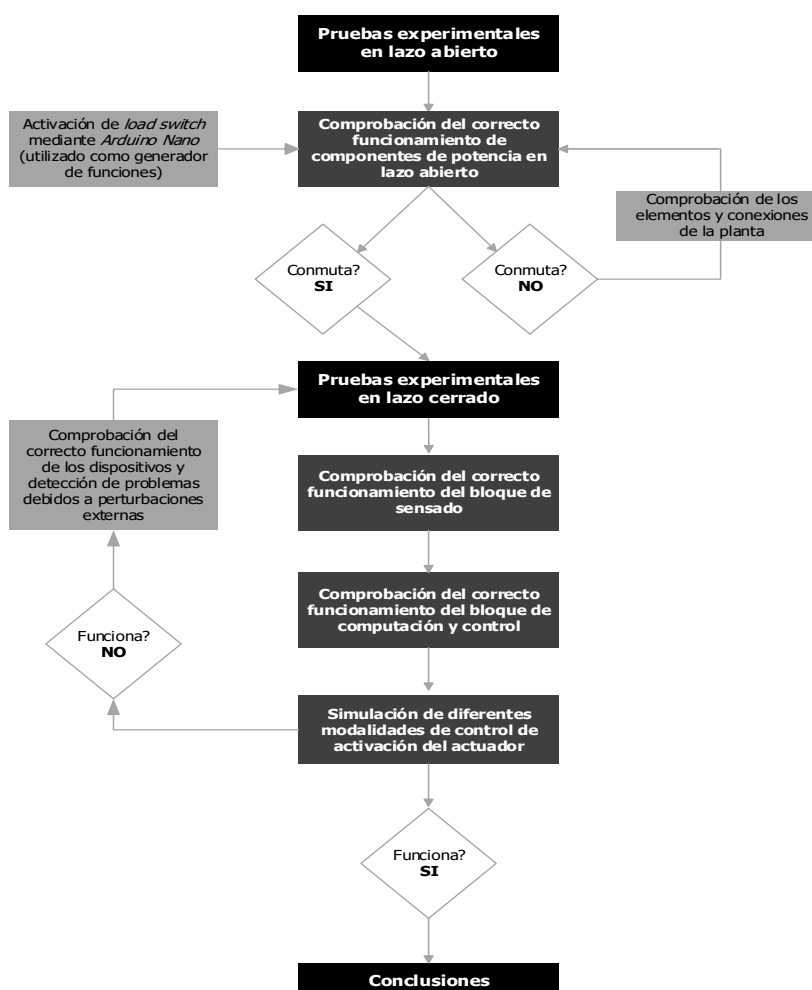 Pruebas experimentales
en lazo abierto
Activación de load switch
mediante Arduino Nano
(utilizado como generador
de funciones)
Comprobación del correcto
funcionamiento de
componentes de potencia en
lazo abierto
Comprobación de los
elementos y conexiones
de la planta
Conmuta?
SI
Conmuta?
NO
Pruebas experimentales
en lazo cerrado
Comprobación del
correcto funcionamiento
de los dispositivos y
detección de problemas
debidos a perturbaciones
externas
Comprobación del correcto
funcionamiento del bloque de
sensado
Comprobación del correcto
funcionamiento del bloque de
computación y control
Funciona?
NO
Simulación de diferentes
modalidades de control de
activación del actuador
Funciona?
SI
Conclusiones